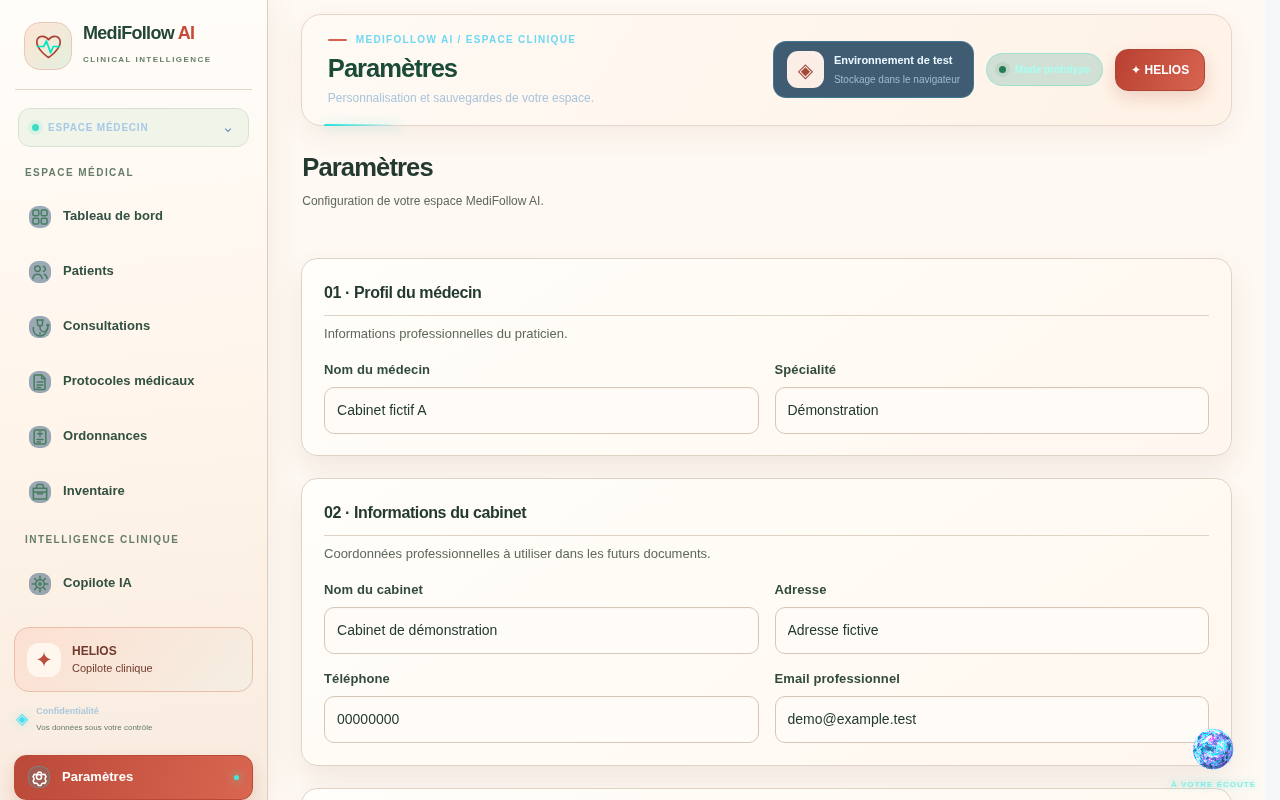 MediFollow AI
CLINICAL INTELLIGENCE
ESPACE MÉDECIN
ESPACE MÉDICAL
Tableau de bord
Patients
Consultations
Protocoles médicaux
Ordonnances
Inventaire
INTELLIGENCE CLINIQUE
Copilote IA
HELIOS
Copilote clinique
Confidentialité
Vos données sous votre contrôle
Paramètres
MEDIFOLLOW AI / ESPACE CLINIQUE
Paramètres
Personnalisation et sauvegardes de votre espace.
Environnement de test
Stockage dans le navigateur
Mode prototype
HELIOS
Paramètres
Configuration de votre espace MediFollow AI.
01 · Profil du médecin
Informations professionnelles du praticien.
Nom du médecin
Cabinet fictif A
Spécialité
Démonstration
02 · Informations du cabinet
Coordonnées professionnelles à utiliser dans les futurs documents.
Nom du cabinet
Cabinet de démonstration
Adresse
Adresse fictive
Téléphone
00000000
Email professionnel
demo@example.test
À VOTRE ÉCOUTE